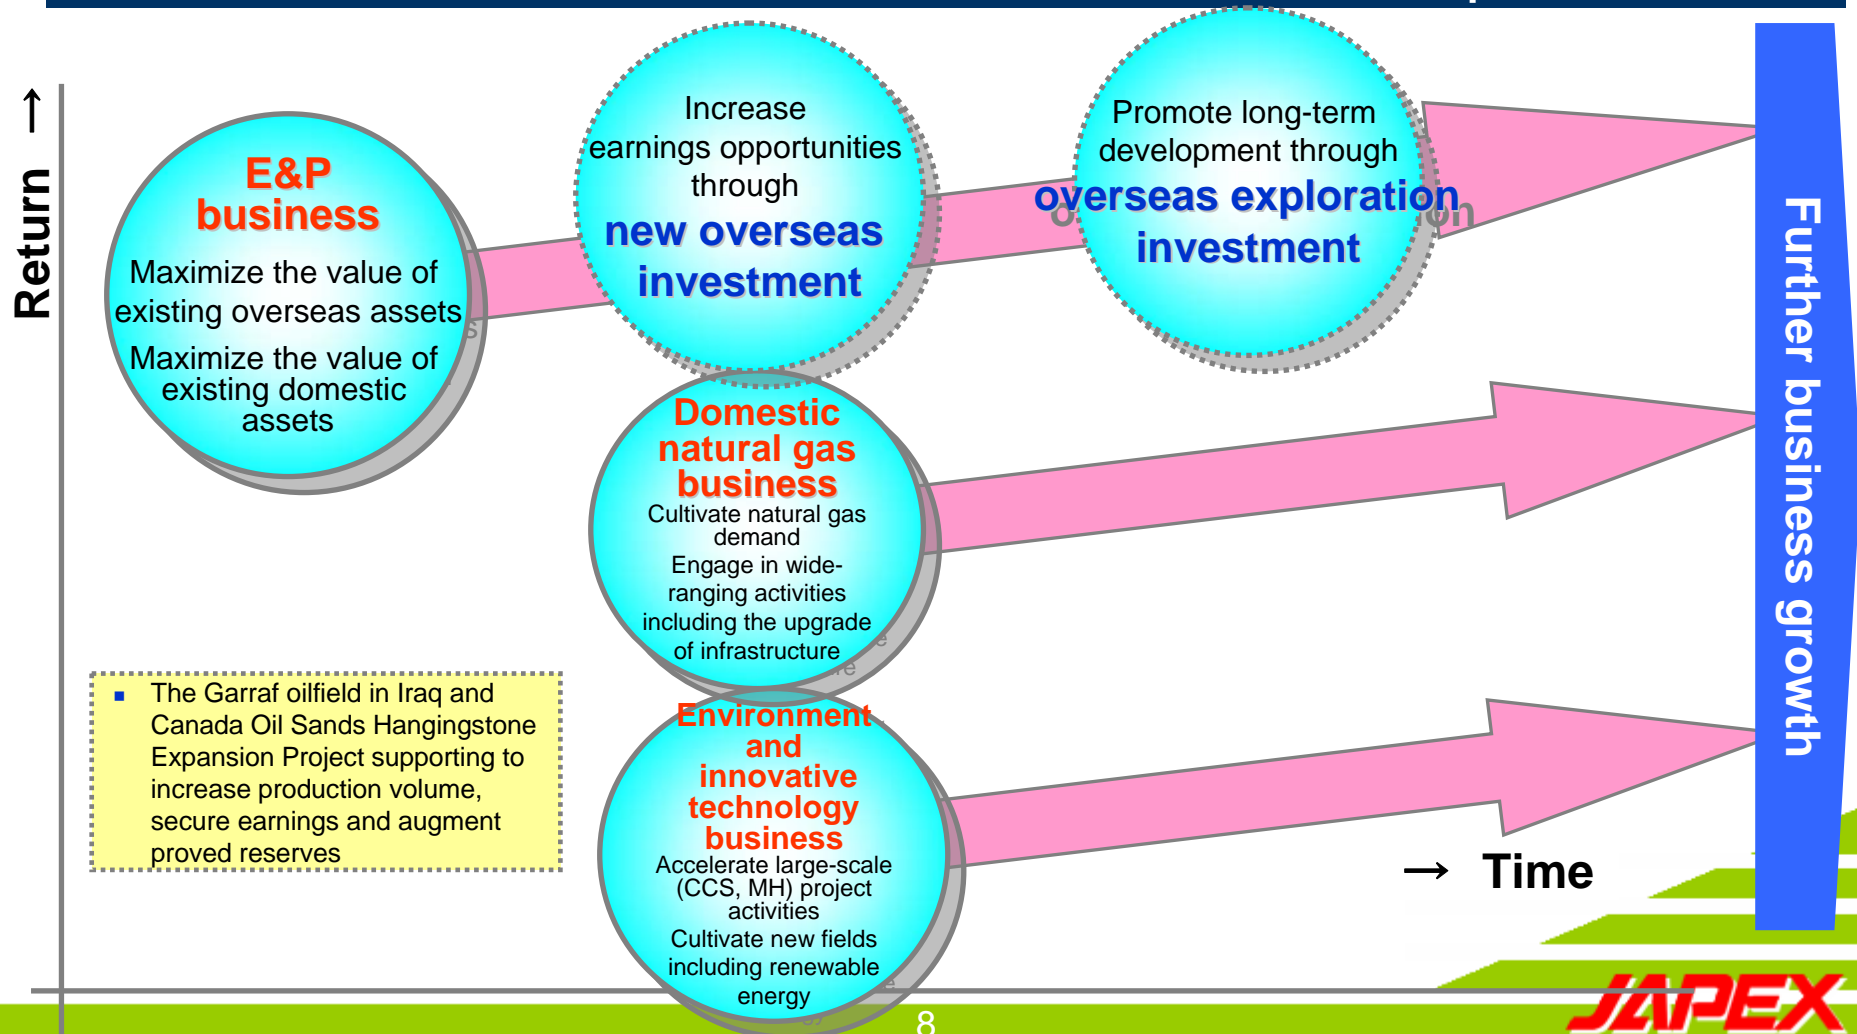 Return →
E&P
business
Maximize the value of
existing overseas assets
Maximize the value of
existing domestic
assets
Increase
earnings opportunities
through
new overseas
investment
Promote long-term
development through
overseas exploration
investment
Domestic
natural gas
business
Cultivate natural gas
demand
Engage in wide-
ranging activities
including the upgrade
of infrastructure
Environment
and
innovative
technology
business
Accelerate large-scale
(CCS, MH) project
activities
Cultivate new fields
including renewable
energy
▪ The Garraf oilfield in Iraq and
Canada Oil Sands Hangingstone
Expansion Project supporting to
increase production volume,
secure earnings and augment
proved reserves
Further business growth
→ Time
JAPEX
8